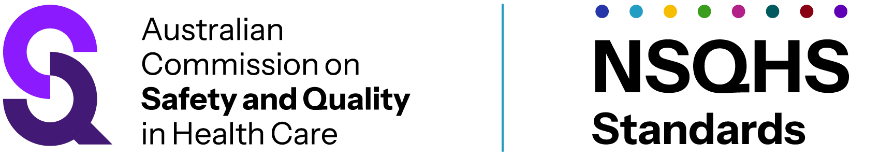 Australian
Commission on
Safety and Quality
in Health Care
NSQHS
Standards